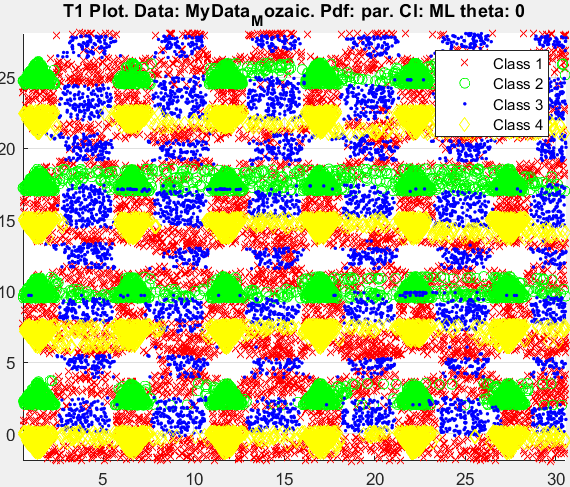 T1 Plot. Data: MyData_Mozaic. Pdf: par. Cl: ML theta: 0
Class 1
Class 2
Class 3
Class 4
25
20
15
10
5
0
5 10 15 20 25 30